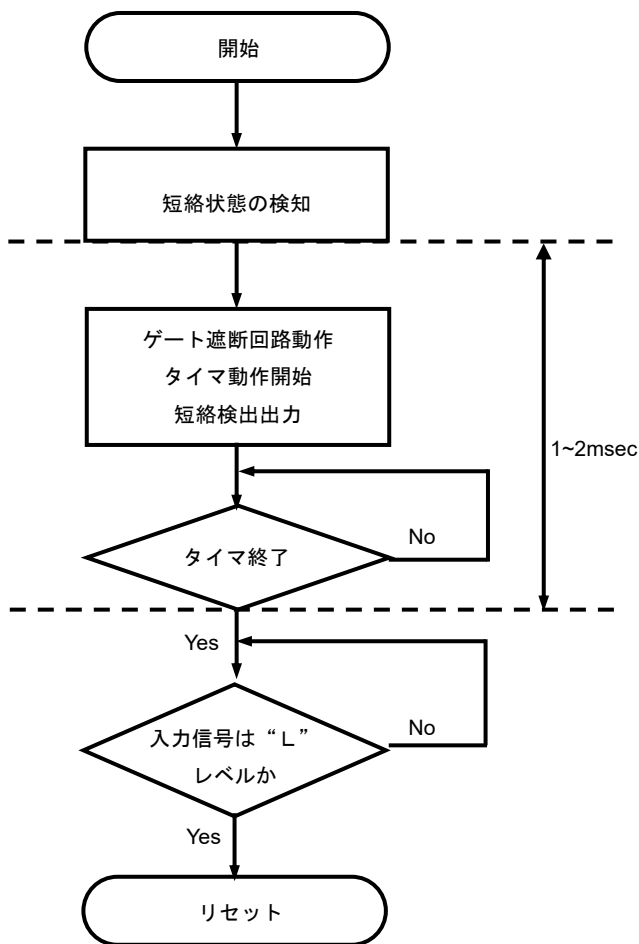 開始
短絡状態の検知
ゲート遮断回路動作
タイマ動作開始
短絡検出出力
1~2msec
No
タイマ終了
Yes
No
入力信号は“L”
レベルか
Yes
リセット